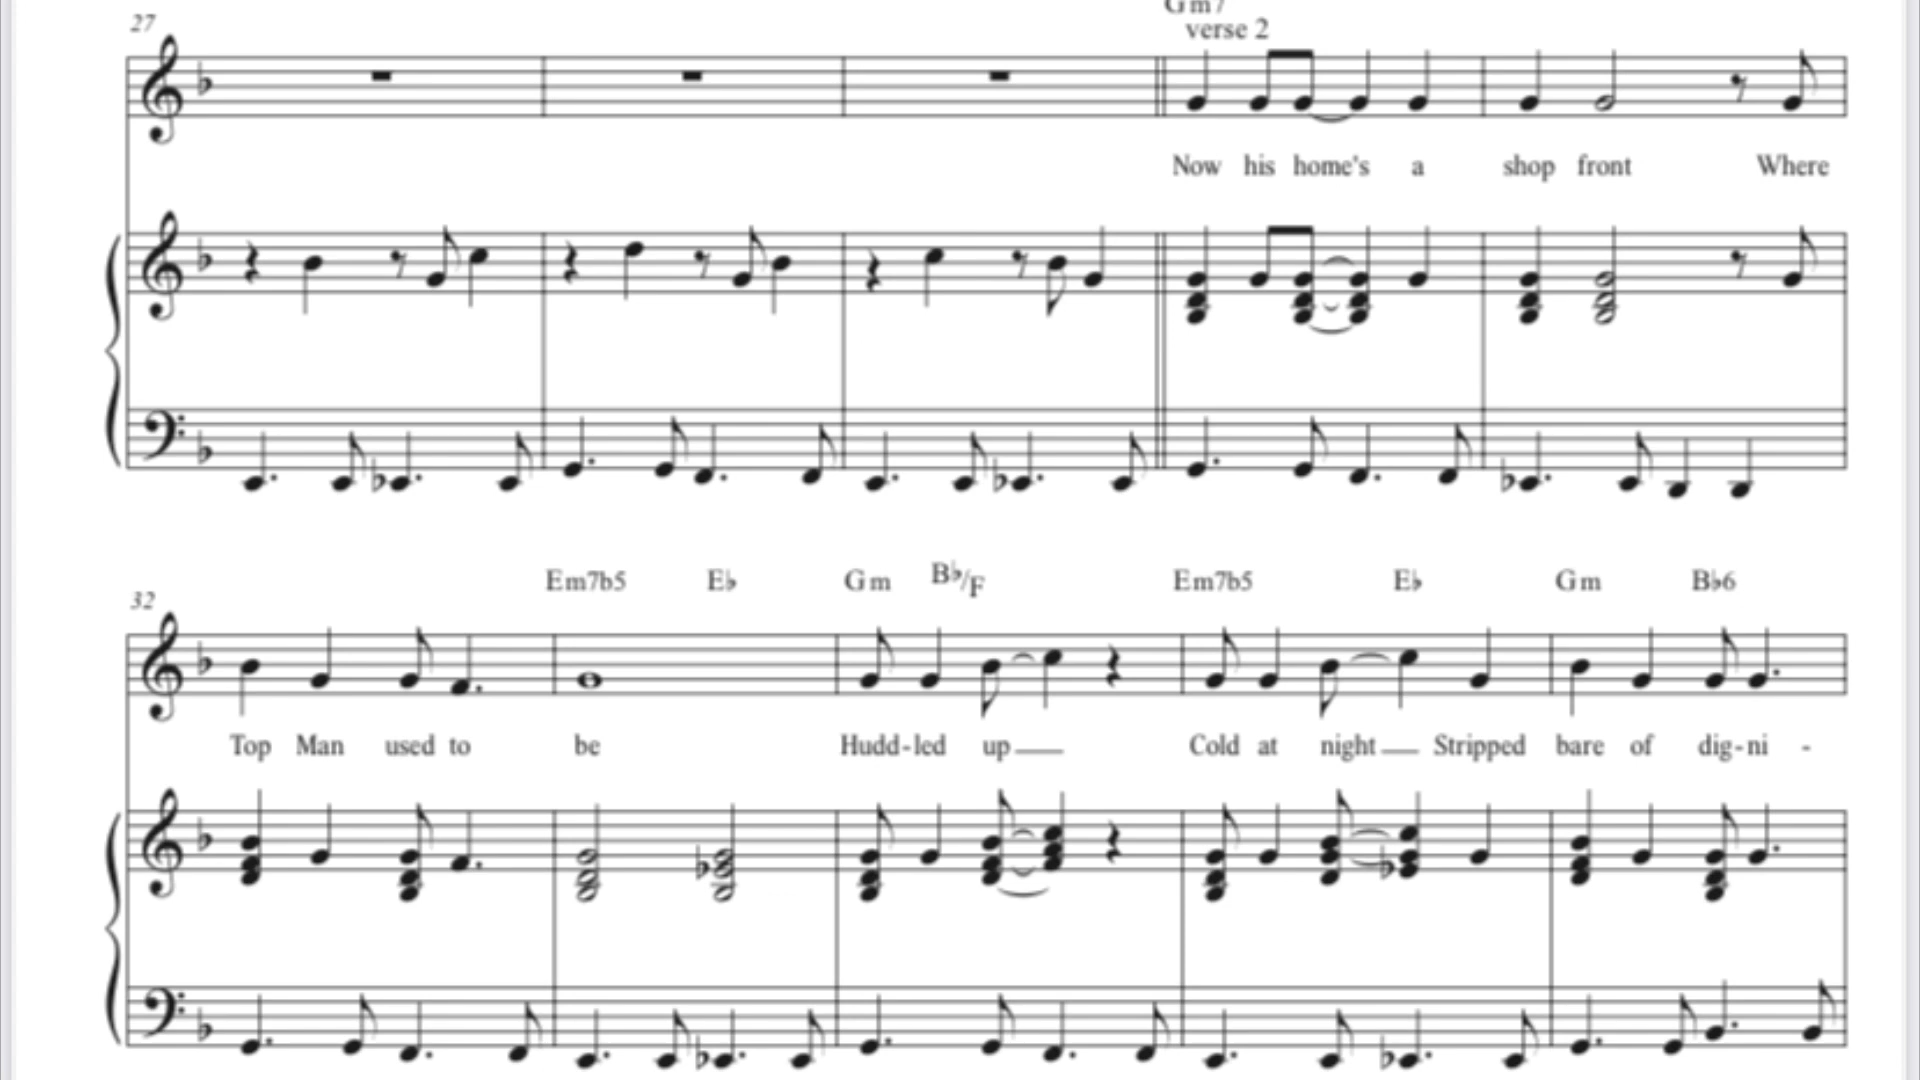 Gm7
27
verse 2
Now his home's a shop front Where
Em7b5 Eb Gm Bb/F Em7b5 Eb Gm Bb6
32
Top Man used to be Hudd-led up Cold at night Stripped bare of dig-ni -